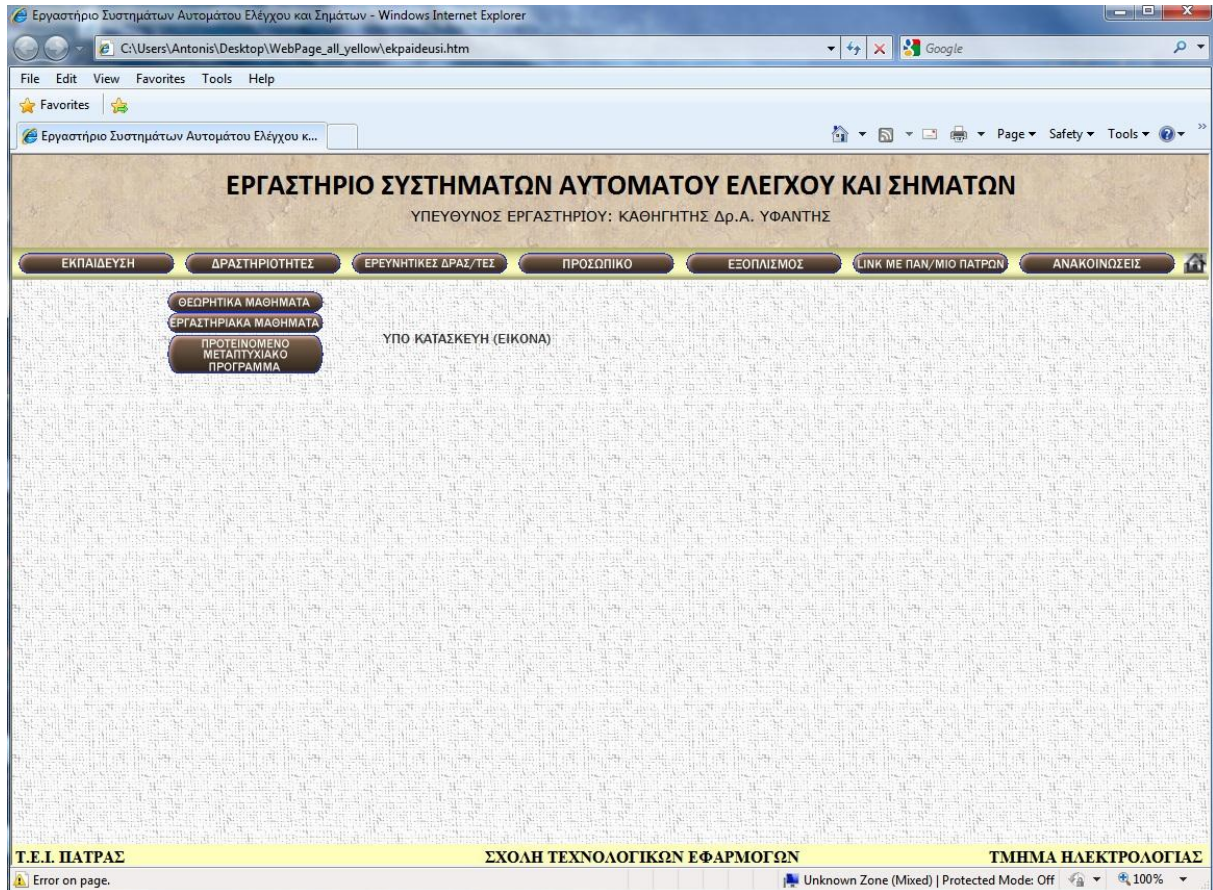 Εργαστήριο Συστημάτων Αυτομάτου Ελέγχου και Σημάτων - Windows Internet Explorer
C:\Users\Antonis\Desktop\WebPage_all_yellow\ekpaideusi.htm
Google
File Edit View Favorites Tools Help
Favorites
Εργαστήριο Συστημάτων Αυτομάτου Ελέγχου κ...
Page Safety Tools
ΕΡΓΑΣΤΗΡΙΟ ΣΥΣΤΗΜΑΤΩΝ ΑΥΤΟΜΑΤΟΥ ΕΛΕΓΧΟΥ ΚΑΙ ΣΗΜΑΤΩΝ
ΥΠΕΥΘΥΝΟΣ ΕΡΓΑΣΤΗΡΙΟΥ: ΚΑΘΗΓΗΤΗΣ Δρ.Α. ΥΦΑΝΤΗΣ
ΕΚΠΑΙΔΕΥΣΗ ΔΡΑΣΤΗΡΙΟΤΗΤΕΣ ΕΡΕΥΝΗΤΙΚΕΣ ΔΡΑΣ/ΤΕΣ ΠΡΟΣΩΠΙΚΟ ΕΞΟΠΛΙΣΜΟΣ LINK ΜΕ ΠΑΝ/ΜΙΟ ΠΑΤΡΩΝ ΑΝΑΚΟΙΝΩΣΕΙΣ
ΘΕΩΡΗΤΙΚΑ ΜΑΘΗΜΑΤΑ
ΕΡΓΑΣΤΗΡΙΑΚΑ ΜΑΘΗΜΑΤΑ
ΠΡΟΤΕΙΝΟΜΕΝΟ
ΜΕΤΑΠΤΥΧΙΑΚΟ
ΠΡΟΓΡΑΜΜΑ
ΥΠΟ ΚΑΤΑΣΚΕΥΗ (ΕΙΚΟΝΑ)
Τ.Ε.Ι. ΠΑΤΡΑΣ ΣΧΟΛΗ ΤΕΧΝΟΛΟΓΙΚΩΝ ΕΦΑΡΜΟΓΩΝ ΤΜΗΜΑ ΗΛΕΚΤΡΟΛΟΓΙΑΣ
Error on page. Unknown Zone (Mixed) | Protected Mode: Off 100%